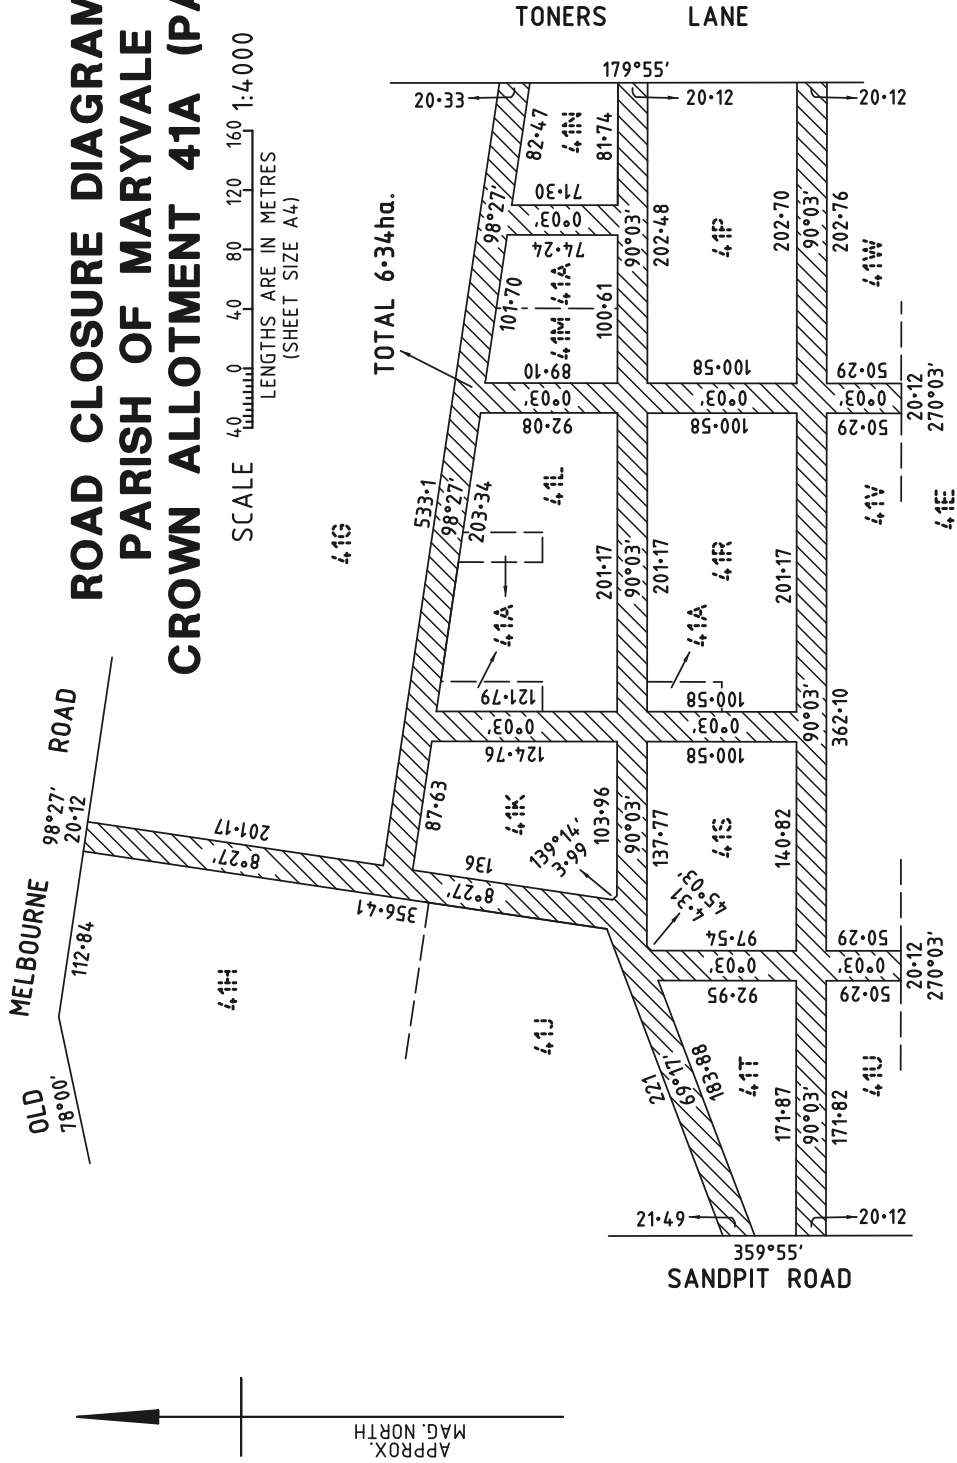 ROAD CLOSURE DIAGRAM
PARISH OF MARYVALE
CROWN ALLOTMENT 41A (PA
SCALE
40 0 40 80 120 160
1:4000
LENGTHS ARE IN METRES
(SHEET SIZE A4)
TONERS LANE
179°55'
20·33
20·12
20·12
82·47
41N
81·74
71·30
0°03'
74·24
98°27'
101·70
41M
41A
100·61
89·10
0°03'
92·08
TOTAL 6·34ha.
90°03'
202·48
41P
202·70
90°03'
202·76
41W
100·58
0°03'
100·58
50·29
0°03'
50·29
20·12
270°03'
41G
533·1
98°27'
203·34
41L
41A
201·17
90°03'
201·17
41R
41A
201·17
41V
41E
121·79
0°03'
124·76
100·58
0°03'
100·58
90°03'
362·10
OLD
MELBOURNE
ROAD
98°27'
20·12
112·84
78°00'
201·17
8°27'
356·41
41H
41J
87·63
41K
136
8°27'
139°14'
3·99
103·96
90°03'
137·77
41S
140·82
4·31
45°03'
97·54
0°03'
92·95
50·29
0°03'
50·29
20·12
270°03'
221
69°17'
183·88
41T
171·87
90°03'
171·82
41U
21·49
20·12
359°55'
SANDPIT ROAD
APPROX.
MAG. NORTH